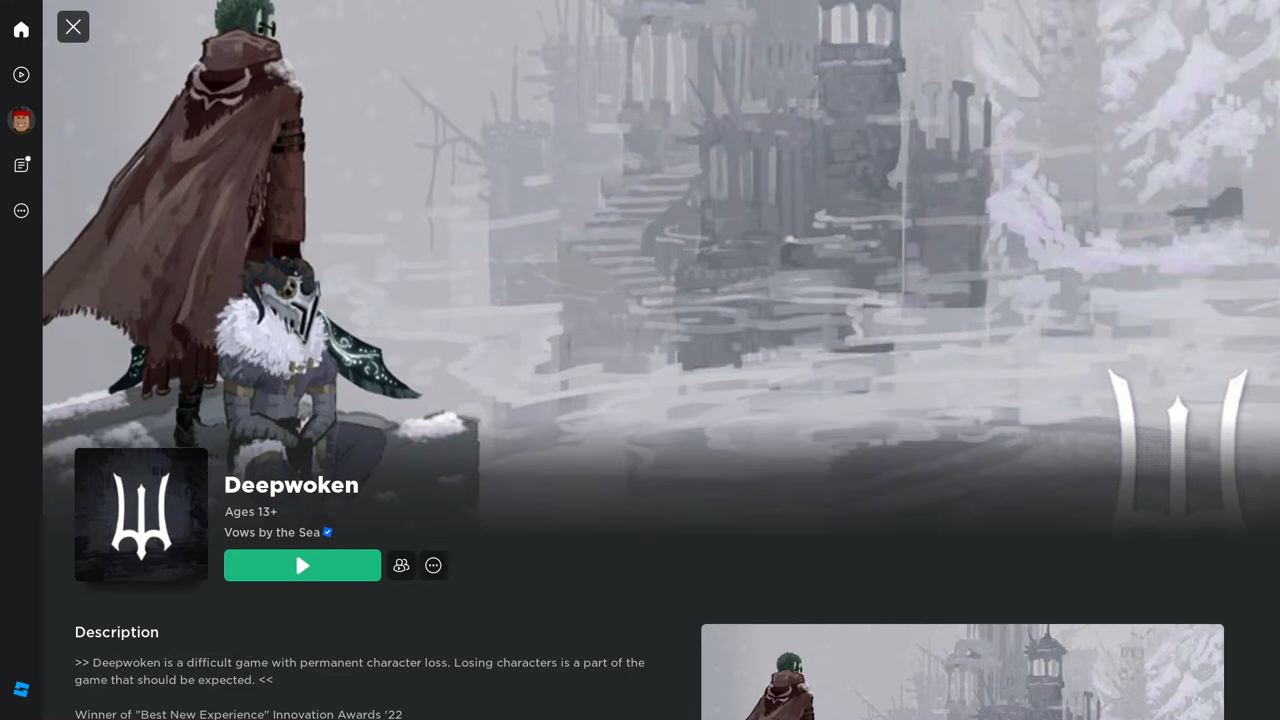 Deepwoken
Ages 13+
Vows by the Sea
Description
>> Deepwoken is a difficult game with permanent character loss. Losing characters is a part of the
game that should be expected. <<
Winner of "Best New Experience" Innovation Awards '22